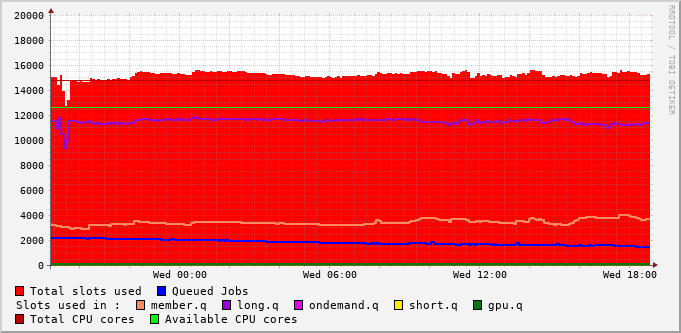 20000
18000
16000
14000
12000
10000
8000
6000
4000
2000
0
Wed 00:00 Wed 06:00 Wed 12:00 Wed 18:00
RRDTOOL / TOBI OETIKER
Total slots used Queued Jobs
Slots used in : member.q long.q ondemand.q short.q gpu.q
Total CPU cores Available CPU cores